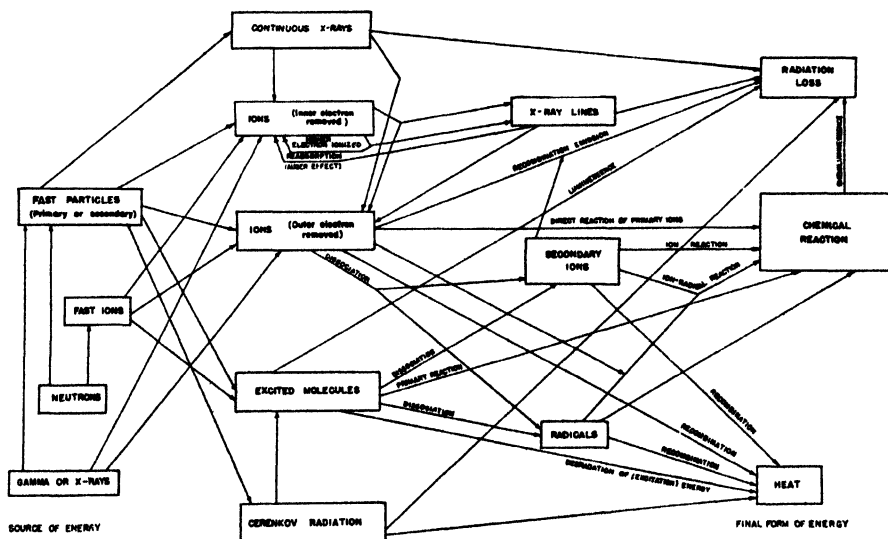 CONTINUOUS X-RAYS
RADIATION
LOSS
IONS (Inner electron
removed)
X-RAY LINES
ELECTRON IONIZED
REABSORPTION
(AUGER EFFECT)
RECOMBINATION EMISSION
LUMINESCENCE
CHEMILUMINESCENCE
FAST PARTICLES
(Primary or secondary)
IONS (Outer electron
removed)
DIRECT REACTION OF PRIMARY IONS
CHEMICAL
REACTION
DISSOCIATION
SECONDARY
IONS
ION REACTION
ION-RADICAL REACTION
FAST IONS
DISSOCIATION
EXCITED MOLECULES
PRIMARY REACTION
NEUTRONS
DISSOCIATION
RADICALS
RECOMBINATION
RECOMBINATION
RECOMBINATION
DEGRADATION OF (EXCITATION) ENERGY
GAMMA OR X-RAYS
HEAT
CERENKOV RADIATION
SOURCE OF ENERGY
FINAL FORM OF ENERGY